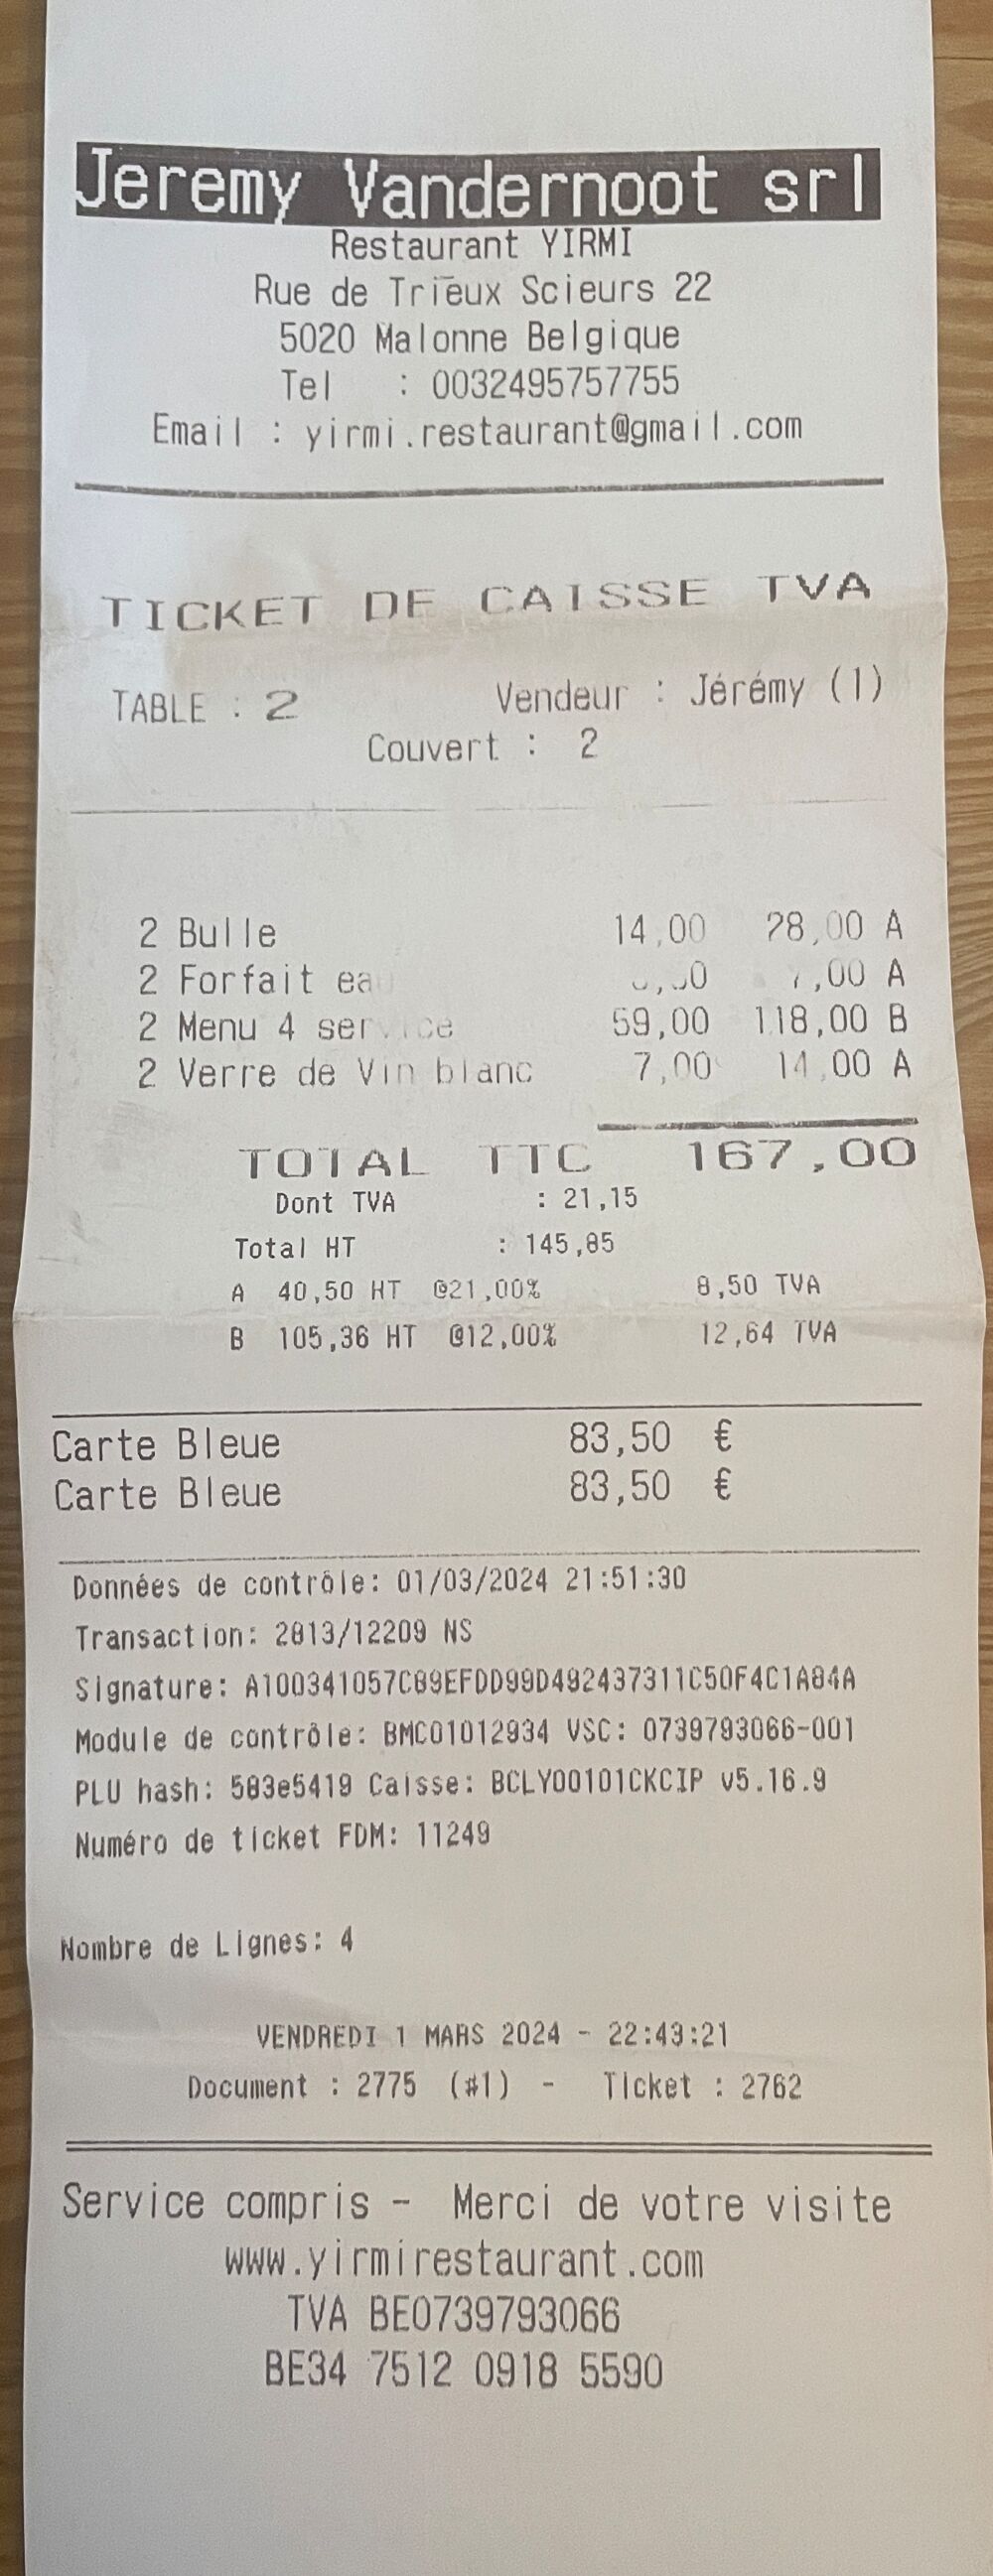 Jeremy Vandernoot srl
Restaurant YIRMI
Rue de Trieux Scieurs 22
5020 Malonne Belgique
Tel : 0032495757755
Email : yirmi.restaurant@gmail.com
TICKET DE CAISSE TVA
TABLE : 2 Vendeur : Jérémy (1)
Couvert : 2
2 Bulle 14,00 28,00 A
2 Forfait eau 7,00 A
2 Menu 4 service 59,00 118,00 B
2 Verre de Vin blanc 7,00 14,00 A
TOTAL TTC 167,00
Dont TVA : 21,15
Total HT : 145,85
A 40,50 HT @21,00% 8,50 TVA
B 105,36 HT @12,00% 12,64 TVA
Carte Bleue 83,50 €
Carte Bleue 83,50 €
Données de contrôle: 01/03/2024 21:51:30
Transaction: 2813/12209 NS
Signature: A100341057C89EFDD99D492437311C50F4C1A84A
Module de contrôle: BMC01012934 VSC: 0739793066-001
PLU hash: 583e5419 Caisse: BCLY00101CKCIP v5.16.9
Numéro de ticket FDM: 11249
Nombre de Lignes: 4
VENDREDI 1 MARS 2024 - 22:43:21
Document : 2775 (#1) - Ticket : 2762
Service compris - Merci de votre visite
www.yirmirestaurant.com
TVA BE0739793066
BE34 7512 0918 5590